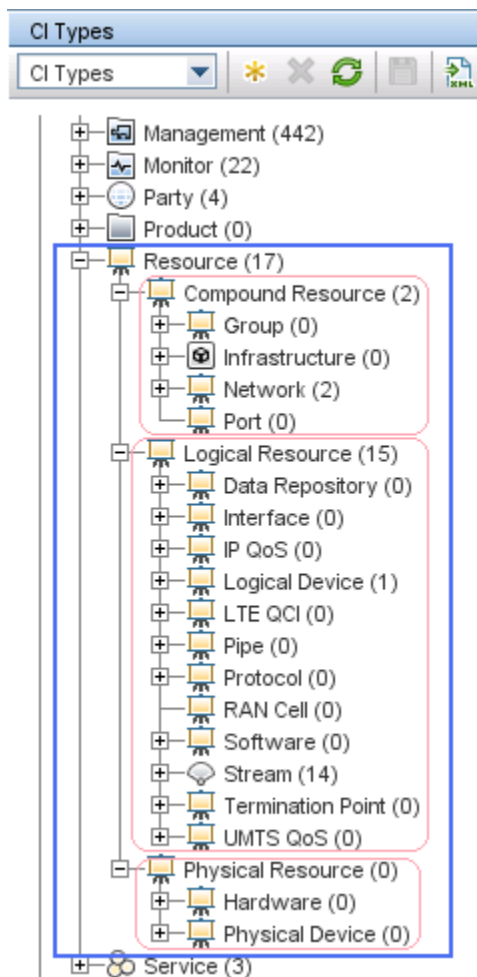 CI Types
CI Types
XML
Management (442)
Monitor (22)
Party (4)
Product (0)
Resource (17)
Compound Resource (2)
Group (0)
Infrastructure (0)
Network (2)
Port (0)
Logical Resource (15)
Data Repository (0)
Interface (0)
IP QoS (0)
Logical Device (1)
LTE QCI (0)
Pipe (0)
Protocol (0)
RAN Cell (0)
Software (0)
Stream (14)
Termination Point (0)
UMTS QoS (0)
Physical Resource (0)
Hardware (0)
Physical Device (0)
Service (3)